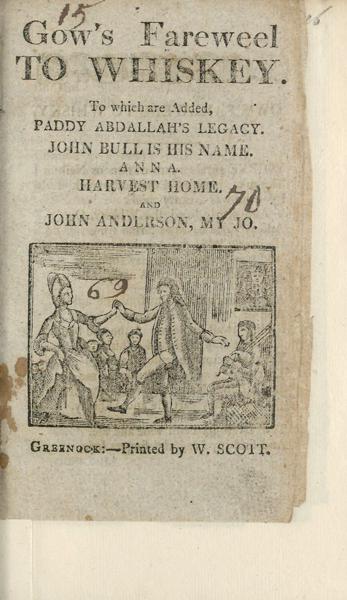 15
16
Gow's Fareweel
TO WHISKEY.
To which are Added,
PADDY ABDALLAH'S LEGACY.
JOHN BULL IS HIS NAME.
ANNA.
HARVEST HOME.
AND
70
JOHN ANDERSON, MY JO.
69
GREENOCK:—Printed by W. SCOTT.